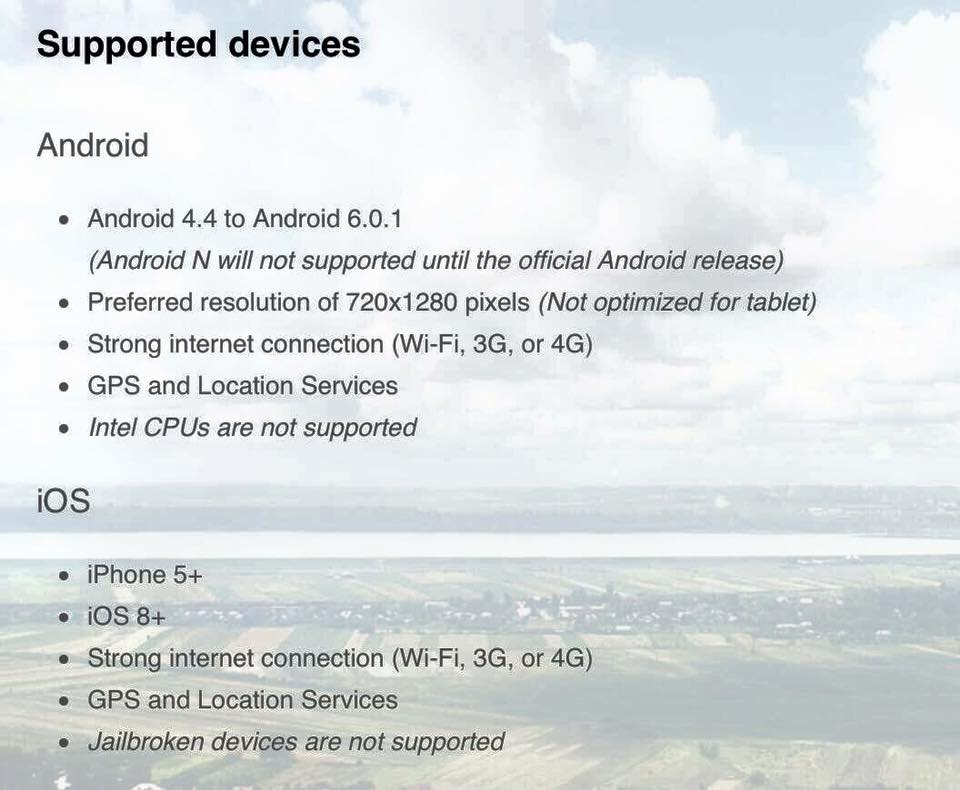 Supported devices
Android
• Android 4.4 to Android 6.0.1
(Android N will not supported until the official Android release)
• Preferred resolution of 720x1280 pixels (Not optimized for tablet)
• Strong internet connection (Wi-Fi, 3G, or 4G)
• GPS and Location Services
• Intel CPUs are not supported
iOS
• iPhone 5+
• iOS 8+
• Strong internet connection (Wi-Fi, 3G, or 4G)
• GPS and Location Services
• Jailbroken devices are not supported